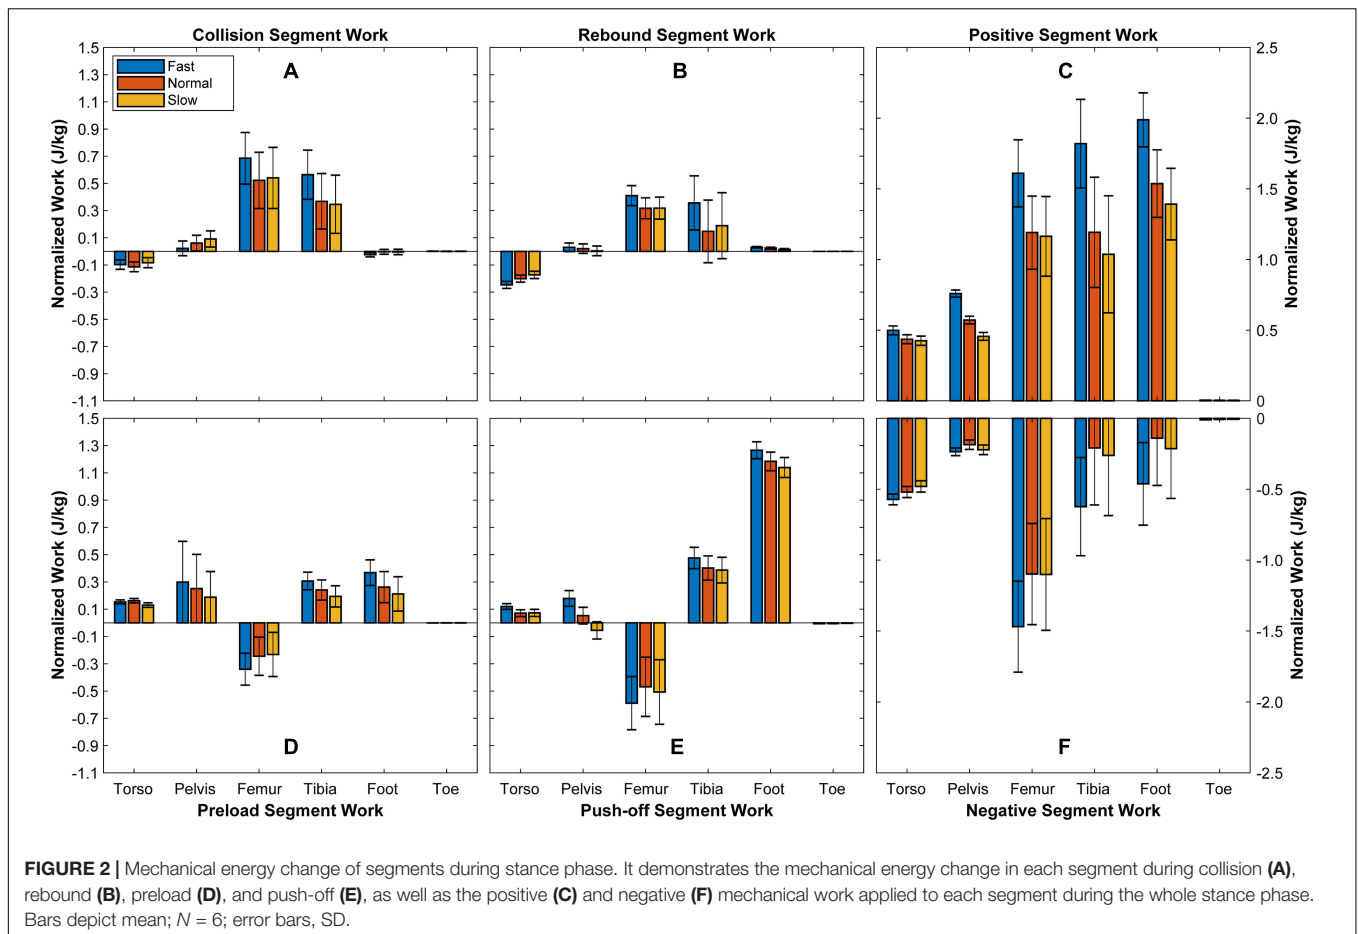 Collision Segment Work
Rebound Segment Work
Positive Segment Work
Normalized Work (J/kg)
1.5
1.3
1.1
0.9
0.7
0.5
0.3
0.1
-0.1
-0.3
-0.5
-0.7
-0.9
-1.1
Fast
Normal
Slow
A
B
C
2.5
2.0
1.5
1.0
0.5
0
Normalized Work (J/kg)
Normalized Work (J/kg)
1.5
1.3
1.1
0.9
0.7
0.5
0.3
0.1
-0.1
-0.3
-0.5
-0.7
-0.9
-1.1
D
E
F
0
-0.5
-1.0
-1.5
-2.0
-2.5
Normalized Work (J/kg)
Torso Pelvis Femur Tibia Foot Toe
Torso Pelvis Femur Tibia Foot Toe
Torso Pelvis Femur Tibia Foot Toe
Preload Segment Work
Push-off Segment Work
Negative Segment Work
FIGURE 2 | Mechanical energy change of segments during stance phase. It demonstrates the mechanical energy change in each segment during collision (A),
rebound (B), preload (D), and push-off (E), as well as the positive (C) and negative (F) mechanical work applied to each segment during the whole stance phase.
Bars depict mean; N = 6; error bars, SD.